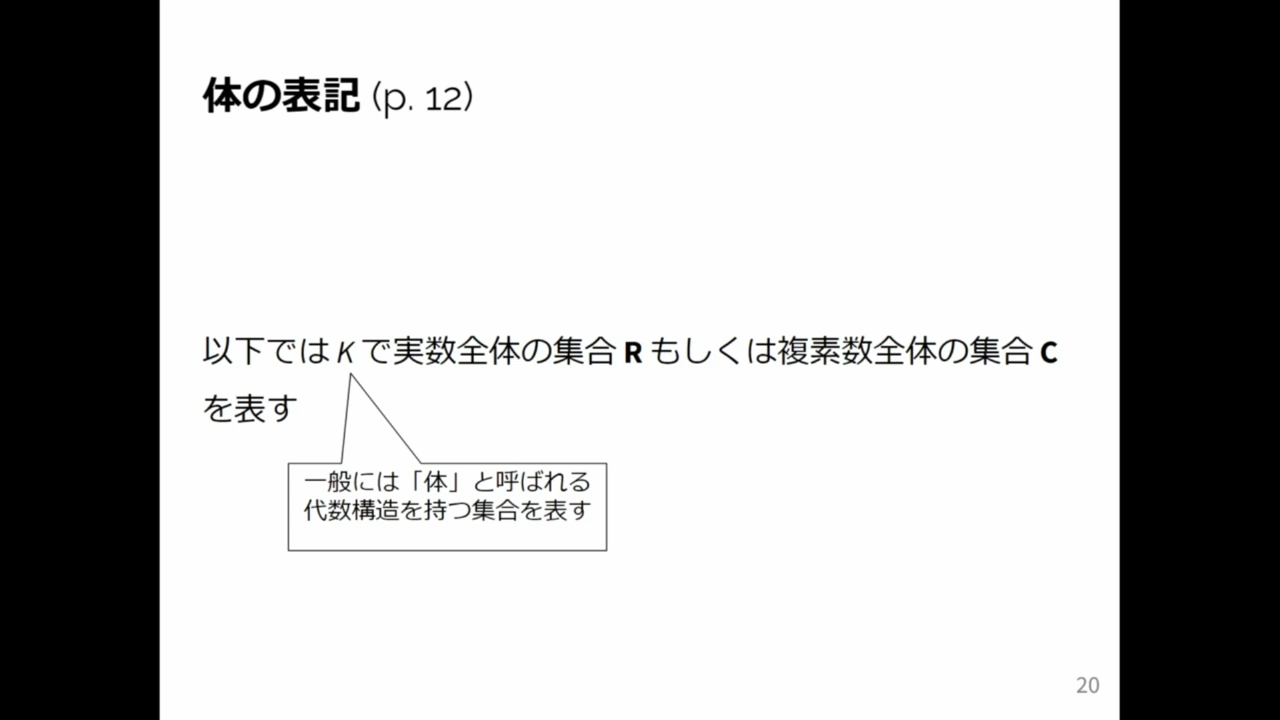 体の表記 (p. 12)
以下では K で実数全体の集合 R もしくは複素数全体の集合 C
を表す
一般には「体」と呼ばれる
代数構造を持つ集合を表す
20